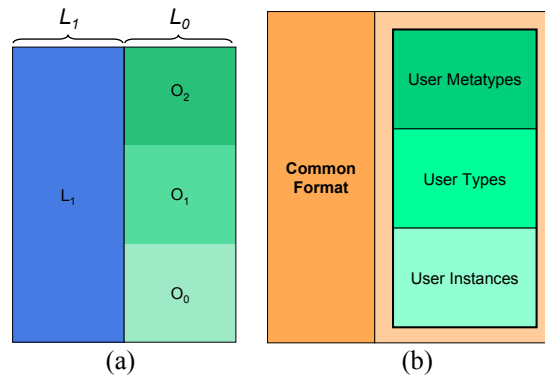 L₁ L₀
O₂
L₁
O₁
O₀
(a)
User Metatypes
Common
Format
User Types
User Instances
(b)